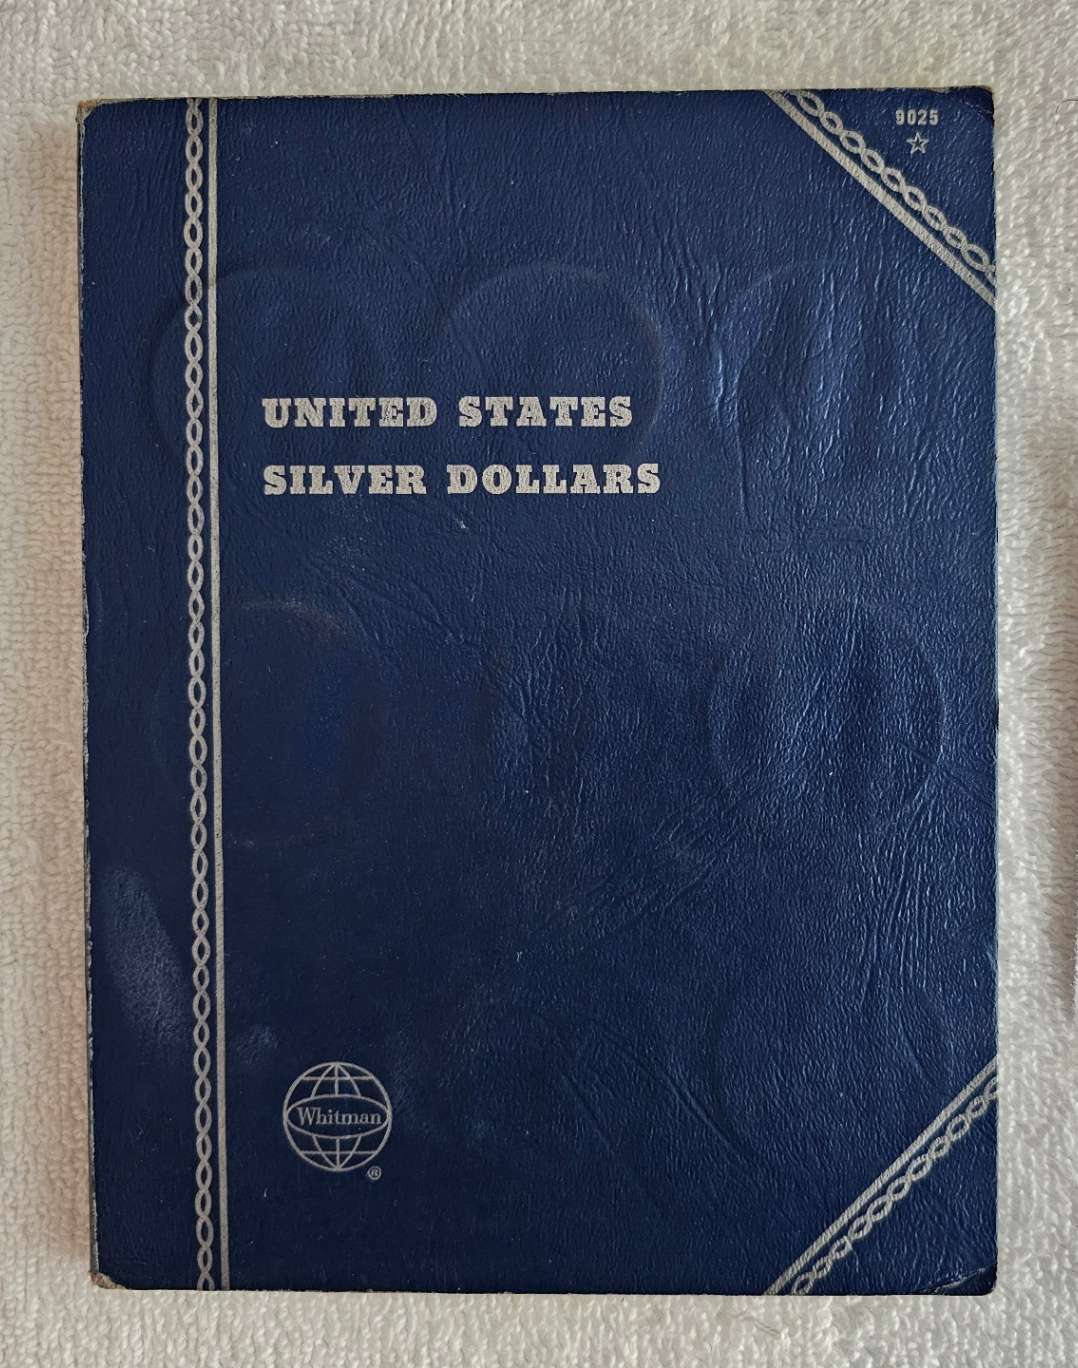 9025
UNITED STATES
SILVER DOLLARS
Whitman
®